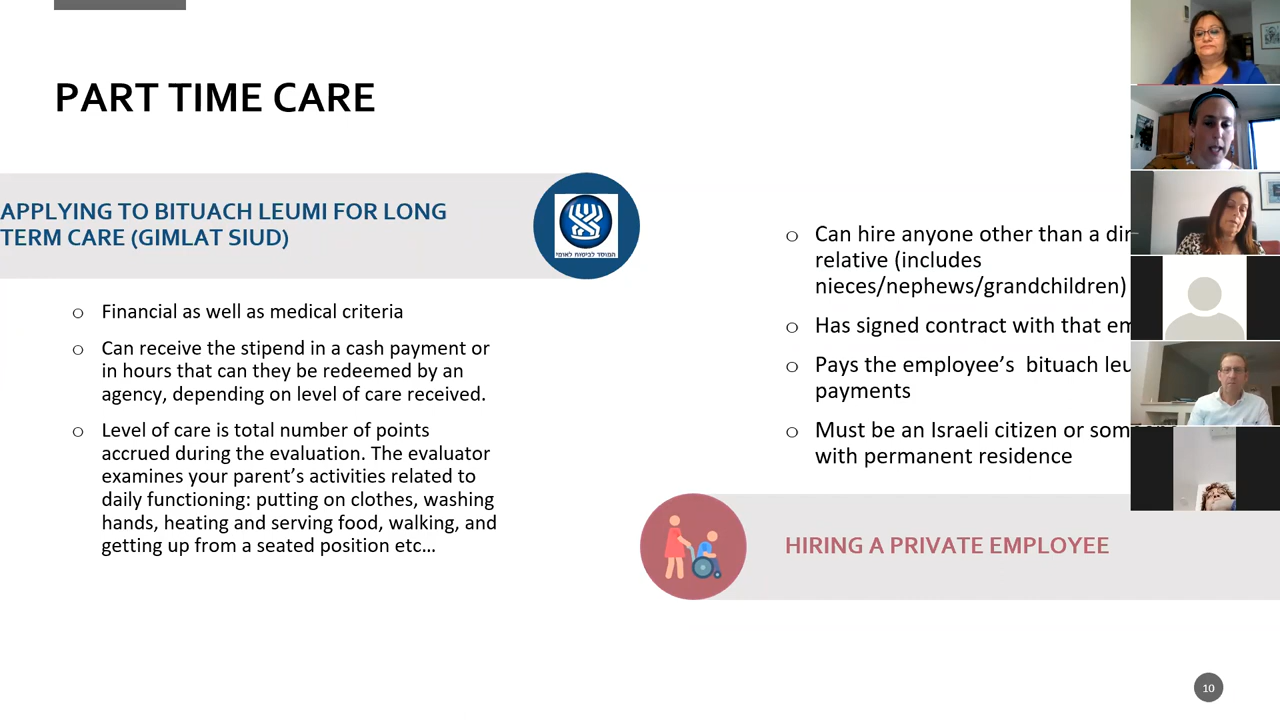 PART TIME CARE
APPLYING TO BITUACH LEUMI FOR LONG
TERM CARE (GIMLAT SIUD)
המוסד לביטוח לאומי
Financial as well as medical criteria
Can receive the stipend in a cash payment or
in hours that can they be redeemed by an
agency, depending on level of care received.
Level of care is total number of points
accrued during the evaluation. The evaluator
examines your parent’s activities related to
daily functioning: putting on clothes, washing
hands, heating and serving food, walking, and
getting up from a seated position etc...
Can hire anyone other than a
relative (includes
nieces/nephews/grandchildren)
Has signed contract with that
Pays the employee’s bituach
payments
Must be an Israeli citizen or
with permanent residence
HIRING A PRIVATE EMPLOYEE
10